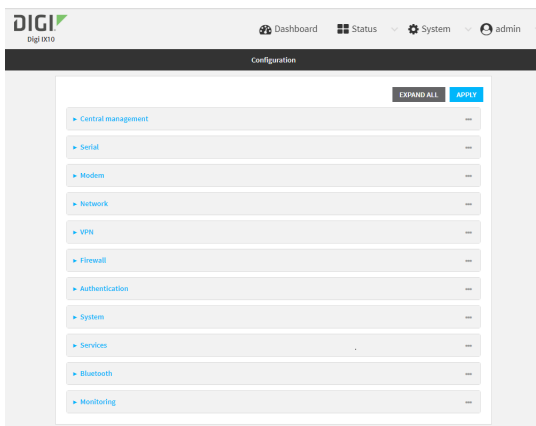 DIGI
Digi IX10
Dashboard
Status
System
admin
Configuration
EXPAND ALL
APPLY
Central management
Serial
Modem
Network
VPN
Firewall
Authentication
System
Services
Bluetooth
Monitoring